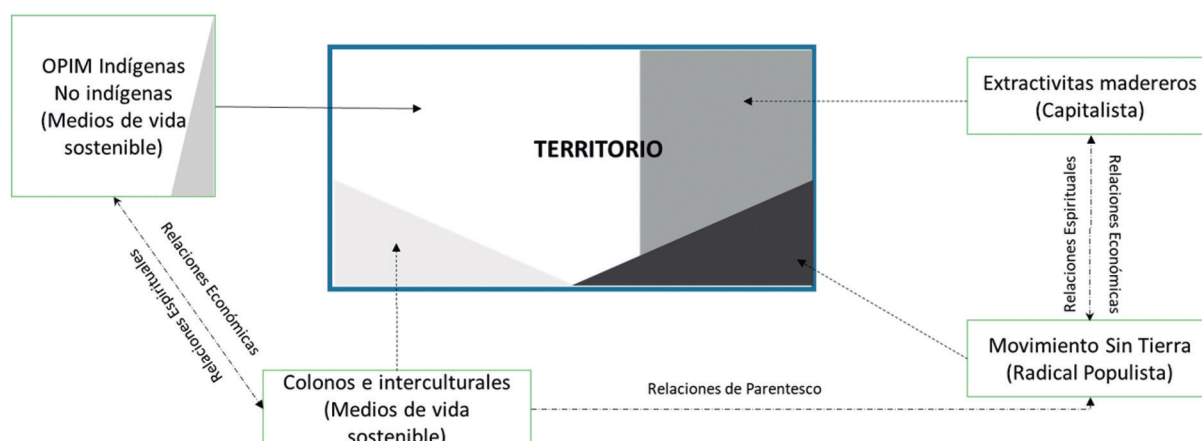 OPIM Indígenas
No indígenas
(Medios de vida
sostenible)
TERRITORIO
Extractivitas madereros
(Capitalista)
Relaciones Económicas
Relaciones Espirituales
Relaciones Espirituales
Relaciones Económicas
Colonos e interculturales
(Medios de vida
sostenible)
Relaciones de Parentesco
Movimiento Sin Tierra
(Radical Populista)